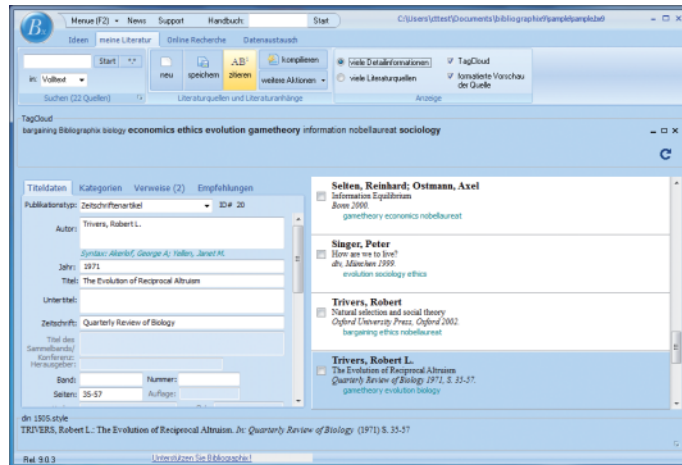 Menue (F2) News Support Handbuch: Start C:\Users\dttest\Documents\bibliographix9\sample\sample.be9
Ideen meine Literatur Online Recherche Datenaustausch
Start *.*
in: Volltext
neu speichern zitieren
kompilieren
weitere Aktionen
viele Detailinformationen
viele Literaturquellen
TagCloud
formatierte Vorschau
der Quelle
Suchen (22 Quellen) Literaturquellen und Literaturanhänge Anzeige
TagCloud
bargaining Bibliographix biology economics ethics evolution gametheory information nobellaureat sociology
Titeldaten Kategorien Verweise (2) Empfehlungen
Publikationstyp: Zeitschriftenartikel ID# 20
Autor: Trivers, Robert L.
Syntax: Akerlof, George A; Yellen, Janet M.
Jahr: 1971
Titel: The Evolution of Reciprocal Altruism
Untertitel:
Zeitschrift: Quarterly Review of Biology
Titel des
Sammelbands/
Konferenz:
Herausgeber:
Band: Nummer:
Seiten: 35-57 Auflage:
Selten, Reinhard; Ostmann, Axel
Information Equilibrium
Bonn 2000.
gametheory economics nobellaureat
Singer, Peter
How are we to live?
dtv, München 1999.
evolution sociology ethics
Trivers, Robert
Natural selection and social theory
Oxford University Press, Oxford 2002.
bargaining ethics nobellaureat
Trivers, Robert L.
The Evolution of Reciprocal Altruism
Quarterly Review of Biology 1971, S. 35-57.
gametheory evolution biology
din 1505.style
TRIVERS, Robert L.: The Evolution of Reciprocal Altruism. In: Quarterly Review of Biology (1971) S. 35-57
Rel. 9.0.3 Unterstützen Sie Bibliographix!